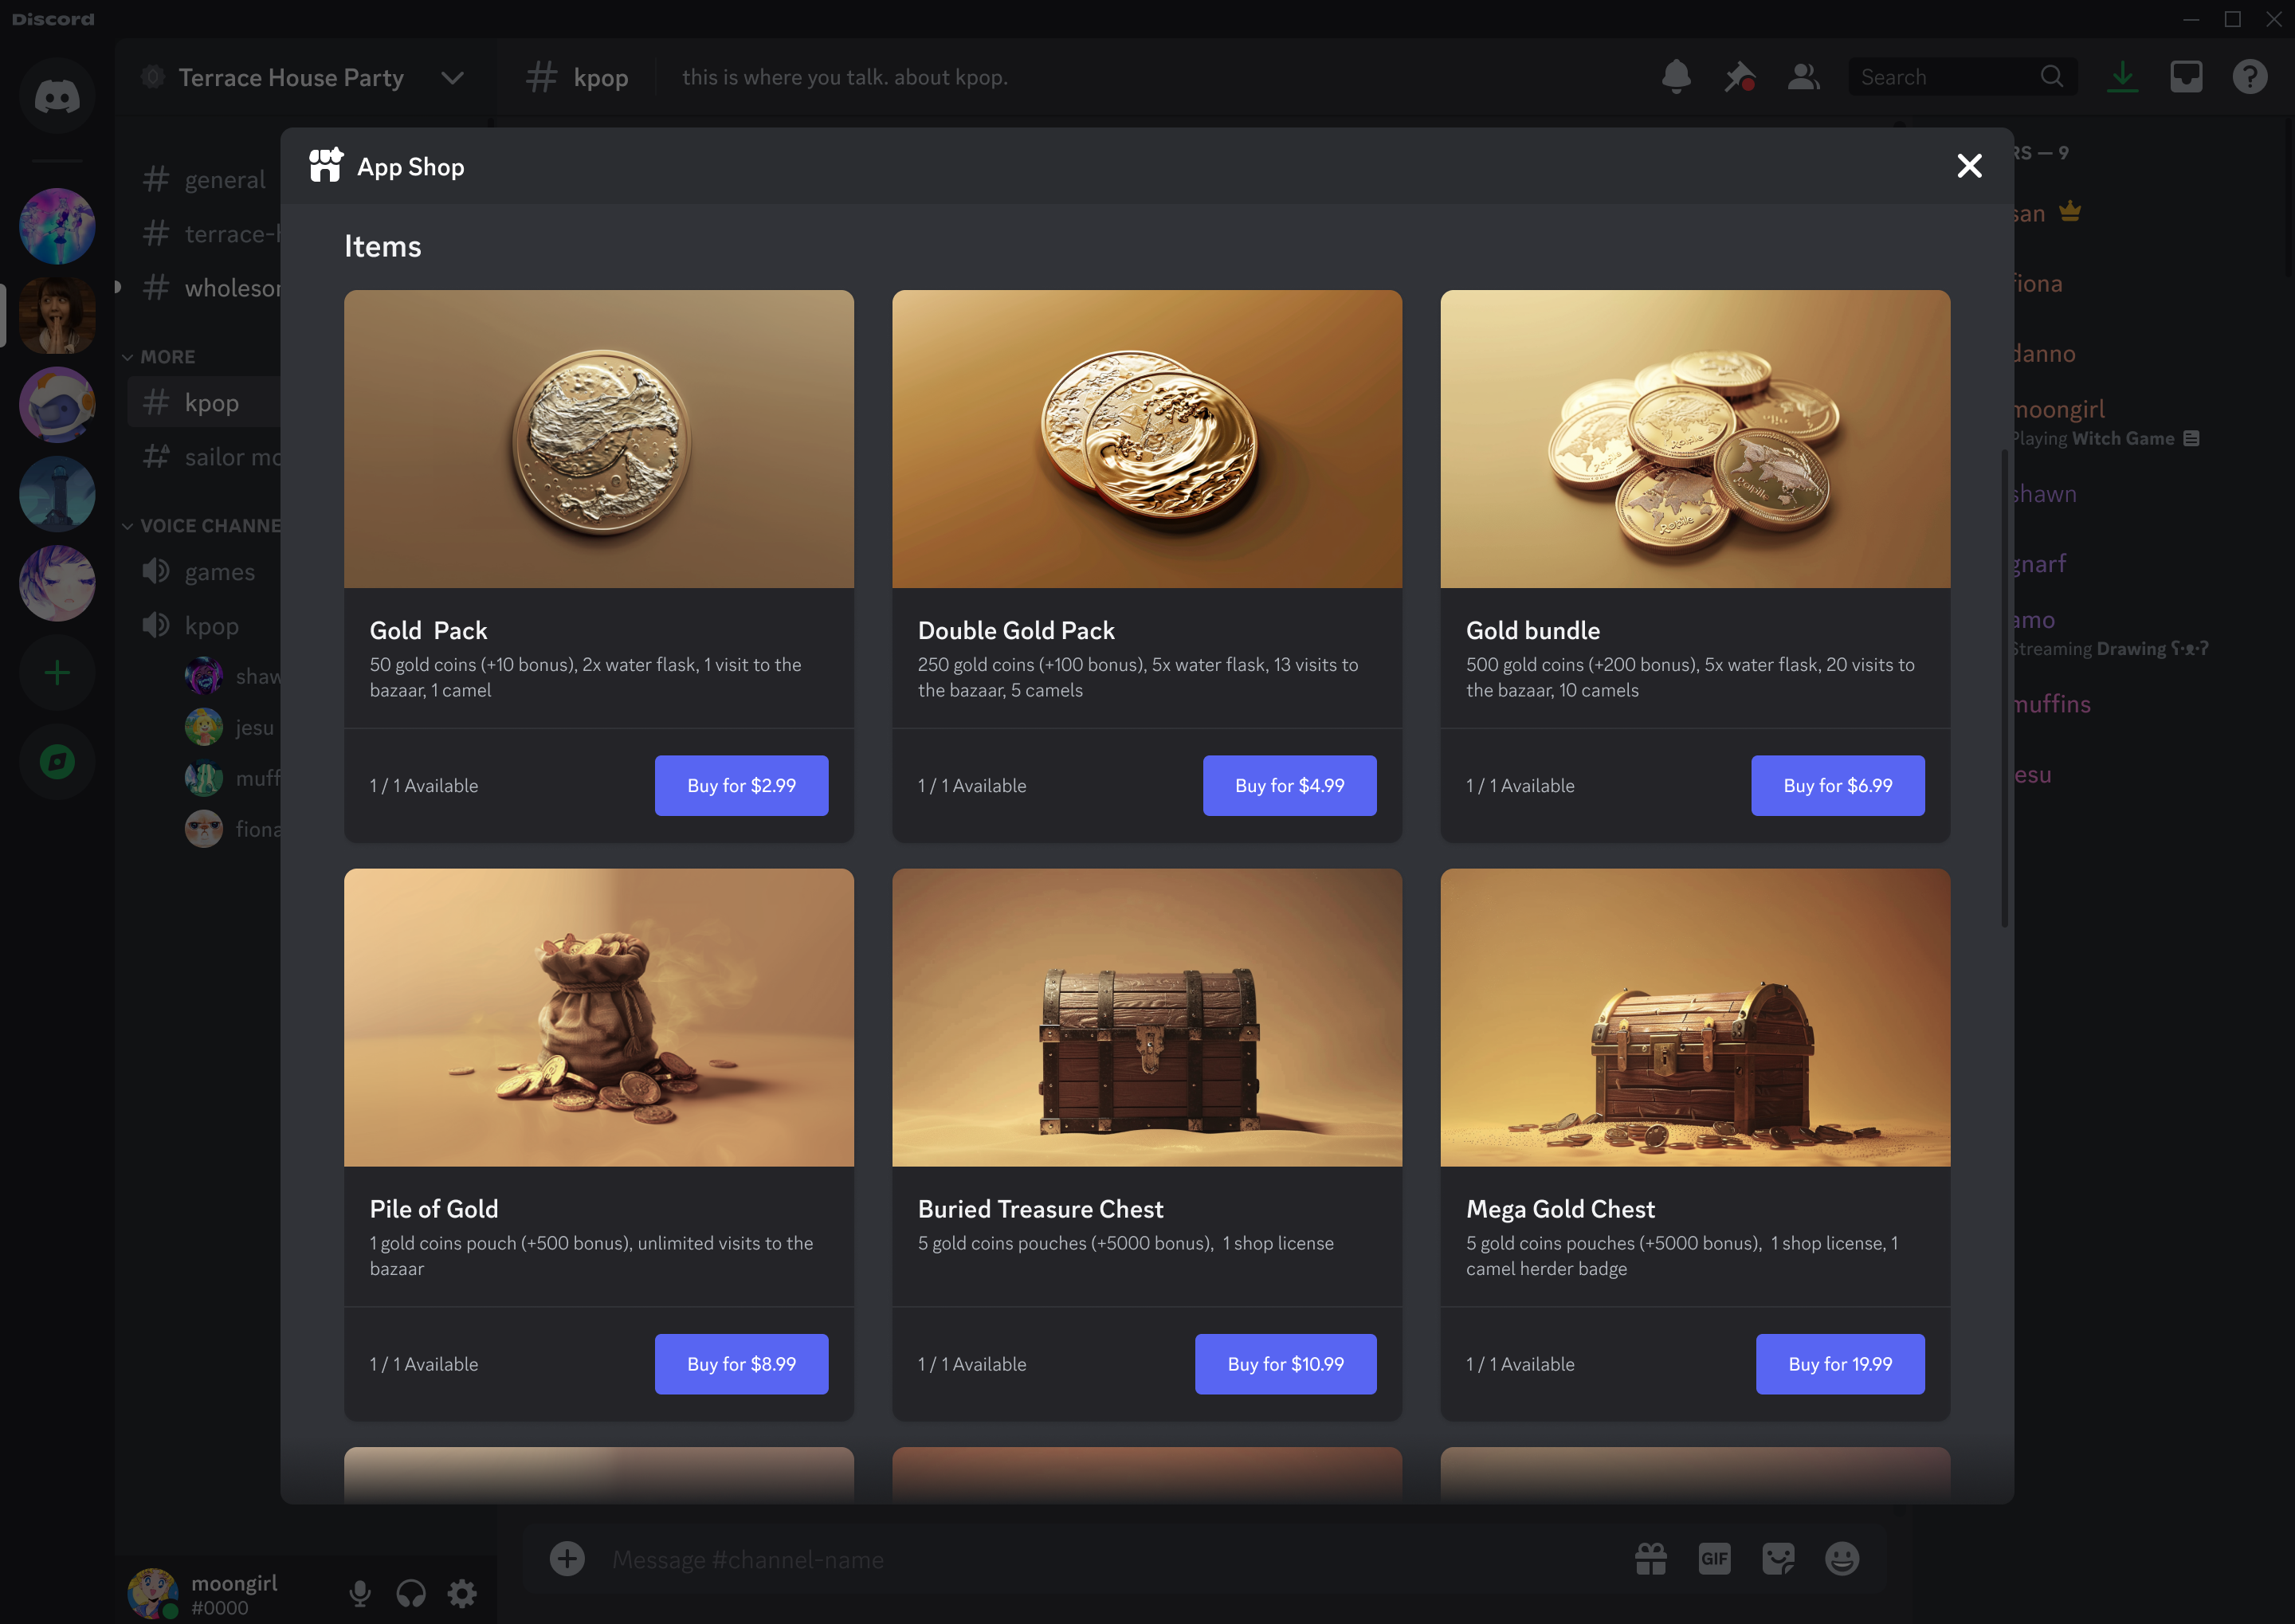 Discord
Terrace House Party
kpop
this is where you talk. about kpop.
Search
general
terrace-h
wholesor
MORE
kpop
sailor mo
VOICE CHANNE
games
kpop
shaw
jesu
muff
fiona
App Shop
Items
Gold  Pack
50 gold coins (+10 bonus), 2x water flask, 1 visit to the
bazaar, 1 camel
1 / 1 Available
Buy for $2.99
Double Gold Pack
250 gold coins (+100 bonus), 5x water flask, 13 visits to
the bazaar, 5 camels
1 / 1 Available
Buy for $4.99
Gold bundle
500 gold coins (+200 bonus), 5x water flask, 20 visits to
the bazaar, 10 camels
1 / 1 Available
Buy for $6.99
Pile of Gold
1 gold coins pouch (+500 bonus), unlimited visits to the
bazaar
1 / 1 Available
Buy for $8.99
Buried Treasure Chest
5 gold coins pouches (+5000 bonus),  1 shop license
1 / 1 Available
Buy for $10.99
Mega Gold Chest
5 gold coins pouches (+5000 bonus),  1 shop license, 1
camel herder badge
1 / 1 Available
Buy for 19.99
RS — 9
san
fiona
danno
moongirl
Playing Witch Game
shawn
gnarf
amo
Streaming Drawing ʕ·ᴥ·ʔ
muffins
jesu
Message #channel-name
GIF
moongirl
#0000